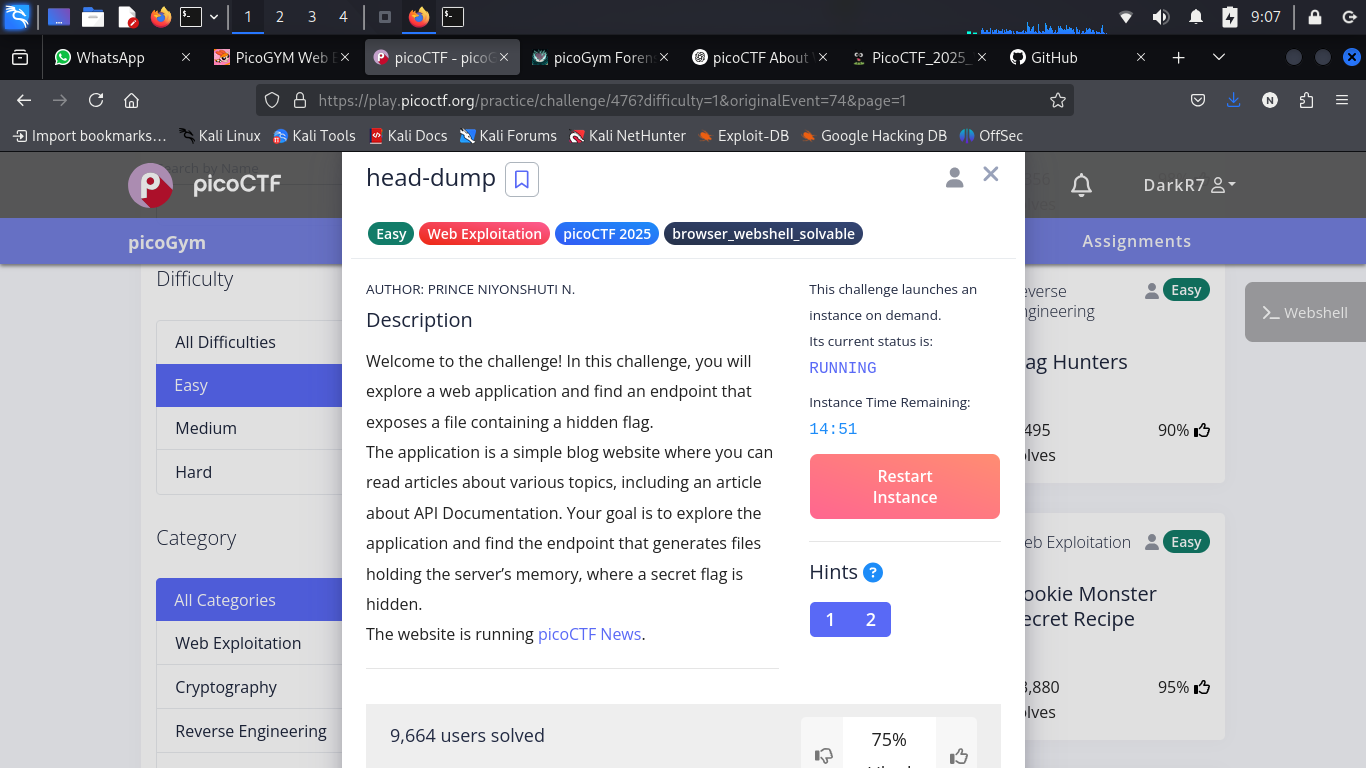 1 2 3 4 9:07
WhatsApp PicoGYM Web E picoCTF - picoG picoGym Foren picoCTF About PicoCTF_2025_ GitHub
https://play.picoctf.org/practice/challenge/476?difficulty=1&originalEvent=74&page=1
Import bookmarks… Kali Linux Kali Tools Kali Docs Kali Forums Kali NetHunter Exploit-DB Google Hacking DB OffSec
picoCTF
DarkR7
picoGym
Assignments
head-dump
Easy Web Exploitation picoCTF 2025 browser_webshell_solvable
AUTHOR: PRINCE NIYONSHUTI N.
Description
Welcome to the challenge! In this challenge, you will
explore a web application and find an endpoint that
exposes a file containing a hidden flag.
The application is a simple blog website where you can
read articles about various topics, including an article
about API Documentation. Your goal is to explore the
application and find the endpoint that generates files
holding the server's memory, where a secret flag is
hidden.
The website is running picoCTF News.
9,664 users solved
75%
This challenge launches an
instance on demand.
Its current status is:
RUNNING
Instance Time Remaining:
14:51
Restart
Instance
Hints ?
1 2
Difficulty
All Difficulties
Easy
Medium
Hard
Category
All Categories
Web Exploitation
Cryptography
Reverse Engineering
everse
ngineering
Easy
ag Hunters
495
olves
90%
eb Exploitation
Easy
ookie Monster
ecret Recipe
,880
olves
95%
Webshell